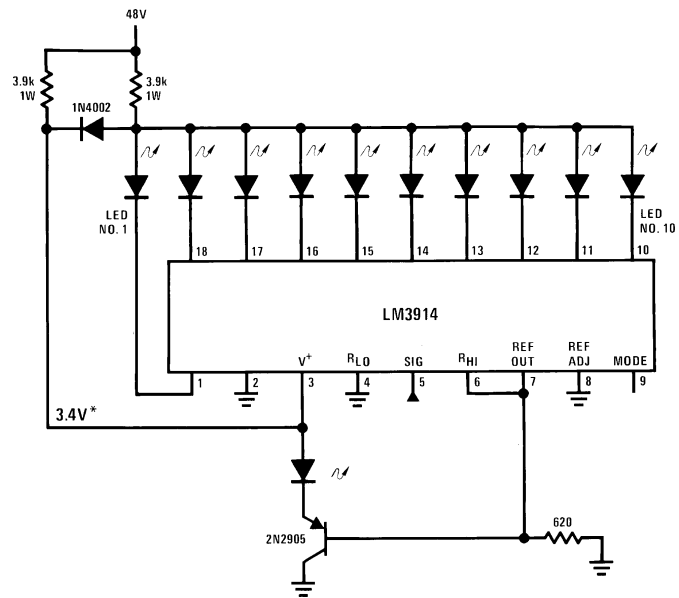 48V
3.9k
1W
3.9k
1W
1N4002
LED
NO. 1
LED
NO. 10
18 17 16 15 14 13 12 11 10
LM3914
V+ RLO SIG RHI REF OUT REF ADJ MODE
1 2 3 4 5 6 7 8 9
3.4V*
2N2905
620